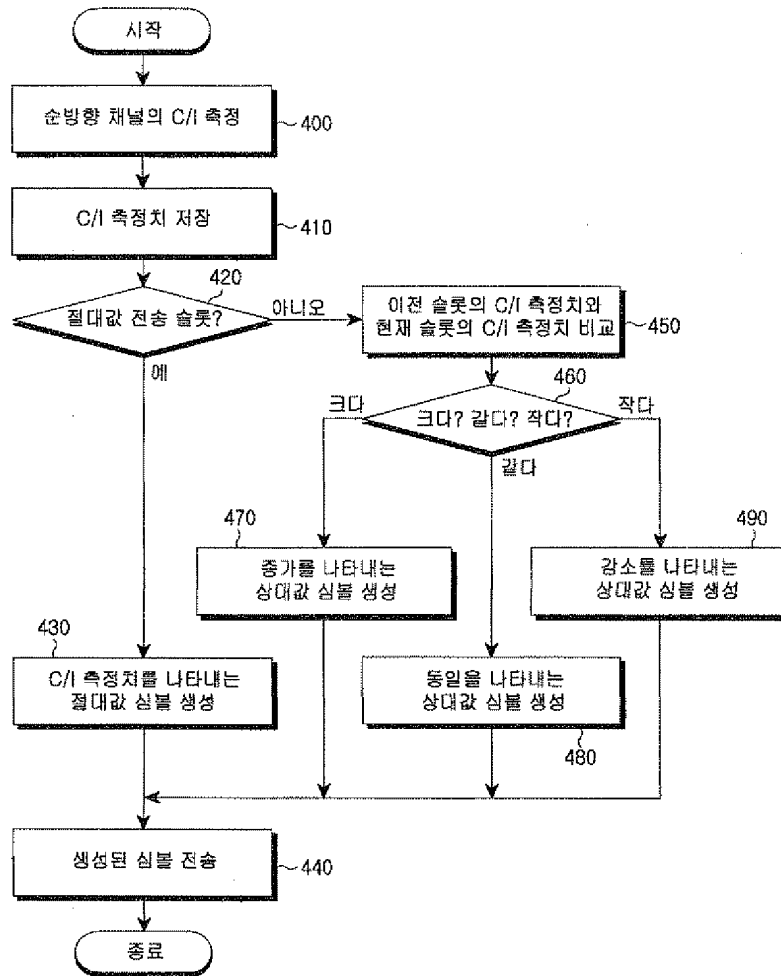 시작
순방향 채널의 C/I 측정
400
C/I 측정치 저장
410
420
절대값 전송 슬롯?
아니오
예
이전 슬롯의 C/I 측정치와
현재 슬롯의 C/I 측정치 비교
450
460
크다
크다? 같다? 작다?
작다
같다
470
증가를 나타내는
상대값 심볼 생성
490
감소를 나타내는
상대값 심볼 생성
430
C/I 측정치를 나타내는
절대값 심볼 생성
동일을 나타내는
상대값 심볼 생성
480
생성된 심볼 전송
440
종료